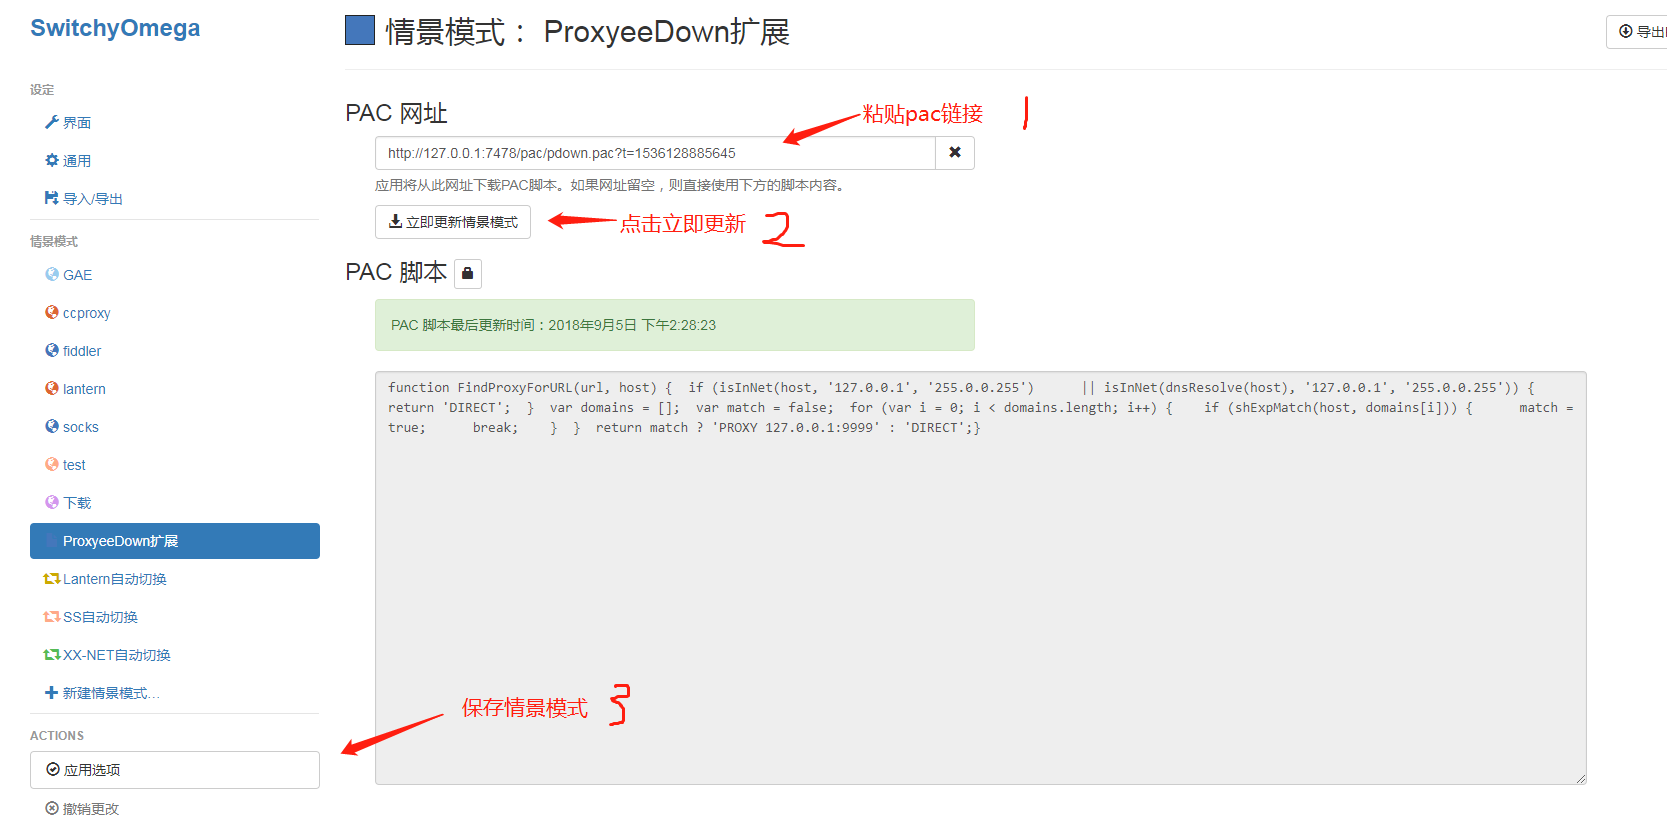 SwitchyOmega
设定
界面
通用
导入/导出
情景模式
GAE
ccproxy
fiddler
lantern
socks
test
下载
ProxyeeDown扩展
Lantern自动切换
SS自动切换
XX-NET自动切换
新建情景模式...
ACTIONS
应用选项
撤销更改
情景模式： ProxyeeDown扩展
导出
PAC 网址
粘贴pac链接 1
http://127.0.0.1:7478/pac/pdown.pac?t=1536128885645
应用将从此网址下载PAC脚本。如果网址留空，则直接使用下方的脚本内容。
立即更新情景模式
点击立即更新 2
PAC 脚本
PAC 脚本最后更新时间：2018年9月5日 下午2:28:23
function FindProxyForURL(url, host) {  if (isInNet(host, '127.0.0.1', '255.0.0.255')      || isInNet(dnsResolve(host), '127.0.0.1', '255.0.0.255')) {
return 'DIRECT';  }  var domains = [];  var match = false;  for (var i = 0; i < domains.length; i++) {    if (shExpMatch(host, domains[i])) {      match =
true;      break;    }  }  return match ? 'PROXY 127.0.0.1:9999' : 'DIRECT';}
保存情景模式 3